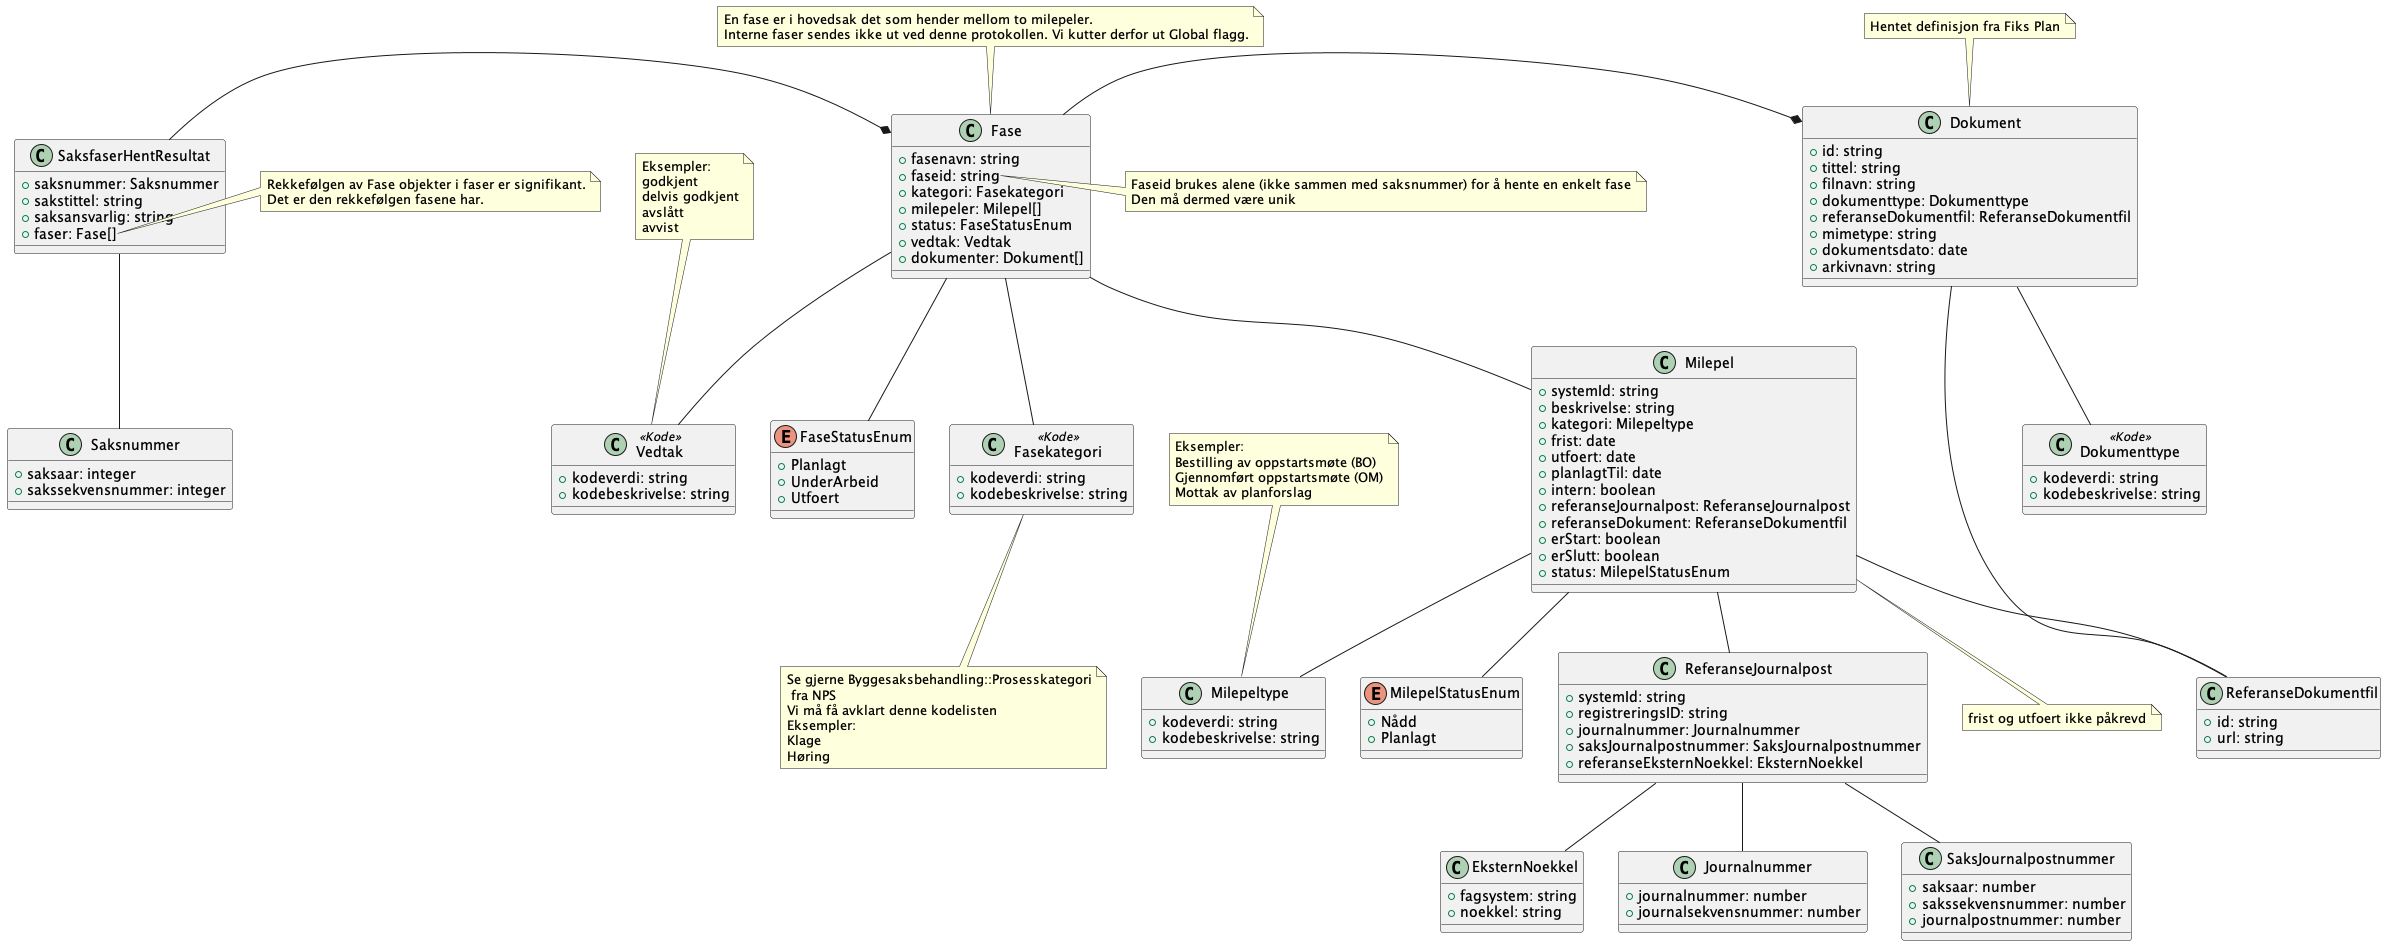 En fase er i hovedsak det som hender mellom to milepeler.
Interne faser sendes ikke ut ved denne protokollen. Vi kutter derfor ut Global flagg.
Hentet definisjon fra Fiks Plan
C SaksfaserHentResultat
saksnummer: Saksnummer
sakstittel: string
saksansvarlig: string
faser: Fase[]
Rekkefølgen av Fase objekter i faser er signifikant.
Det er den rekkefølgen fasene har.
Eksempler:
godkjent
delvis godkjent
avslått
avvist
C Fase
fasenavn: string
faseid: string
kategori: Fasekategori
milepeler: Milepel[]
status: FaseStatusEnum
vedtak: Vedtak
dokumenter: Dokument[]
Faseid brukes alene (ikke sammen med saksnummer) for å hente en enkelt fase
Den må dermed være unik
C Dokument
id: string
tittel: string
filnavn: string
dokumenttype: Dokumenttype
referanseDokumentfil: ReferanseDokumentfil
mimetype: string
dokumentsdato: date
arkivnavn: string
C Saksnummer
saksaar: integer
sakssekvensnummer: integer
C «Kode»
Vedtak
kodeverdi: string
kodebeskrivelse: string
E FaseStatusEnum
Planlagt
UnderArbeid
Utfoert
C «Kode»
Fasekategori
kodeverdi: string
kodebeskrivelse: string
Eksempler:
Bestilling av oppstartsmøte (BO)
Gjennomført oppstartsmøte (OM)
Mottak av planforslag
C Milepel
systemId: string
beskrivelse: string
kategori: Milepeltype
frist: date
utfoert: date
planlagtTil: date
intern: boolean
referanseJournalpost: ReferanseJournalpost
referanseDokument: ReferanseDokumentfil
erStart: boolean
erSlutt: boolean
status: MilepelStatusEnum
C «Kode»
Dokumenttype
kodeverdi: string
kodebeskrivelse: string
Se gjerne Byggesaksbehandling::Prosesskategori
fra NPS
Vi må få avklart denne kodelisten
Eksempler:
Klage
Høring
C Milepeltype
kodeverdi: string
kodebeskrivelse: string
E MilepelStatusEnum
Nådd
Planlagt
C ReferanseJournalpost
systemId: string
registreringsID: string
journalnummer: Journalnummer
saksJournalpostnummer: SaksJournalpostnummer
referanseEksternNoekkel: EksternNoekkel
frist og utfoert ikke påkrevd
C ReferanseDokumentfil
id: string
url: string
C EksternNoekkel
fagsystem: string
noekkel: string
C Journalnummer
journalnummer: number
journalsekvensnummer: number
C SaksJournalpostnummer
saksaar: number
sakssekvensnummer: number
journalpostnummer: number